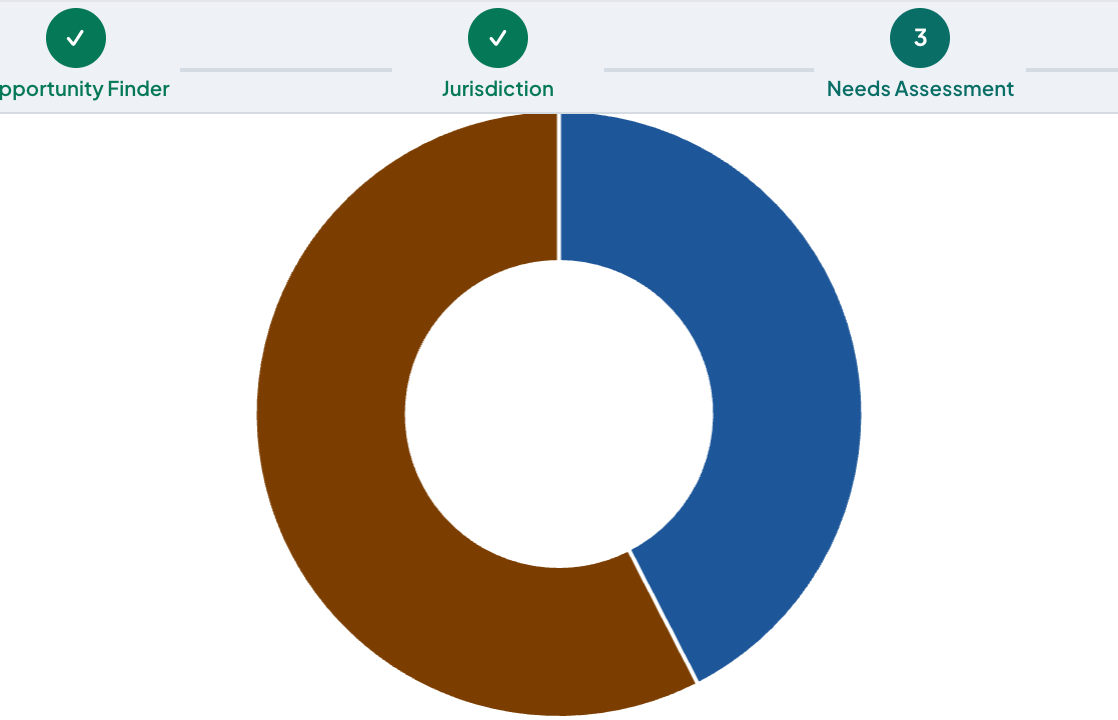 3
pportunity Finder
Jurisdiction
Needs Assessment